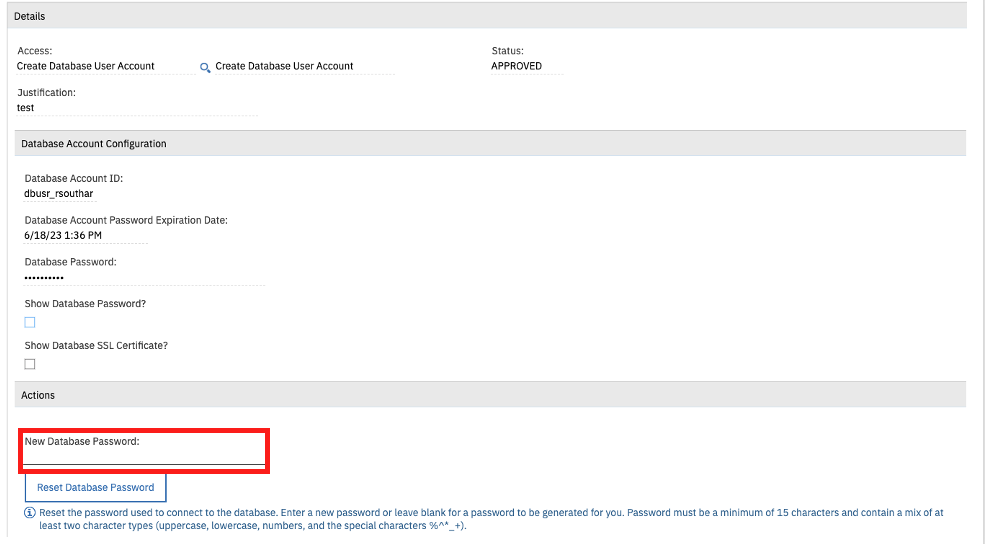 Details
Access:
Status:
Create Database User Account
Create Database User Account
APPROVED
Justification:
test
Database Account Configuration
Database Account ID:
dbusr_rsouthar
Database Account Password Expiration Date:
6/18/23 1:36 PM
Database Password:
••••••••••
Show Database Password?
Show Database SSL Certificate?
Actions
New Database Password:
Reset Database Password
Reset the password used to connect to the database. Enter a new password or leave blank for a password to be generated for you. Password must be a minimum of 15 characters and contain a mix of at
least two character types (uppercase, lowercase, numbers, and the special characters %^*_+).